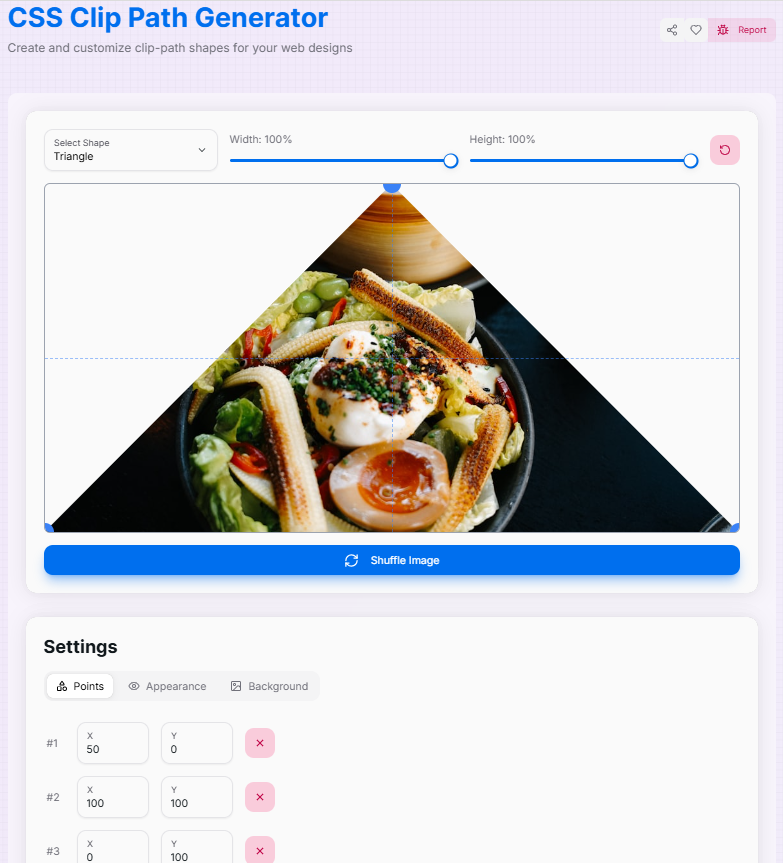 CSS Clip Path Generator
Create and customize clip-path shapes for your web designs
Report
Select Shape
Triangle
Width: 100%
Height: 100%
Shuffle Image
Settings
Points
Appearance
Background
#1
X
50
Y
0
#2
X
100
Y
100
#3
X
0
Y
100